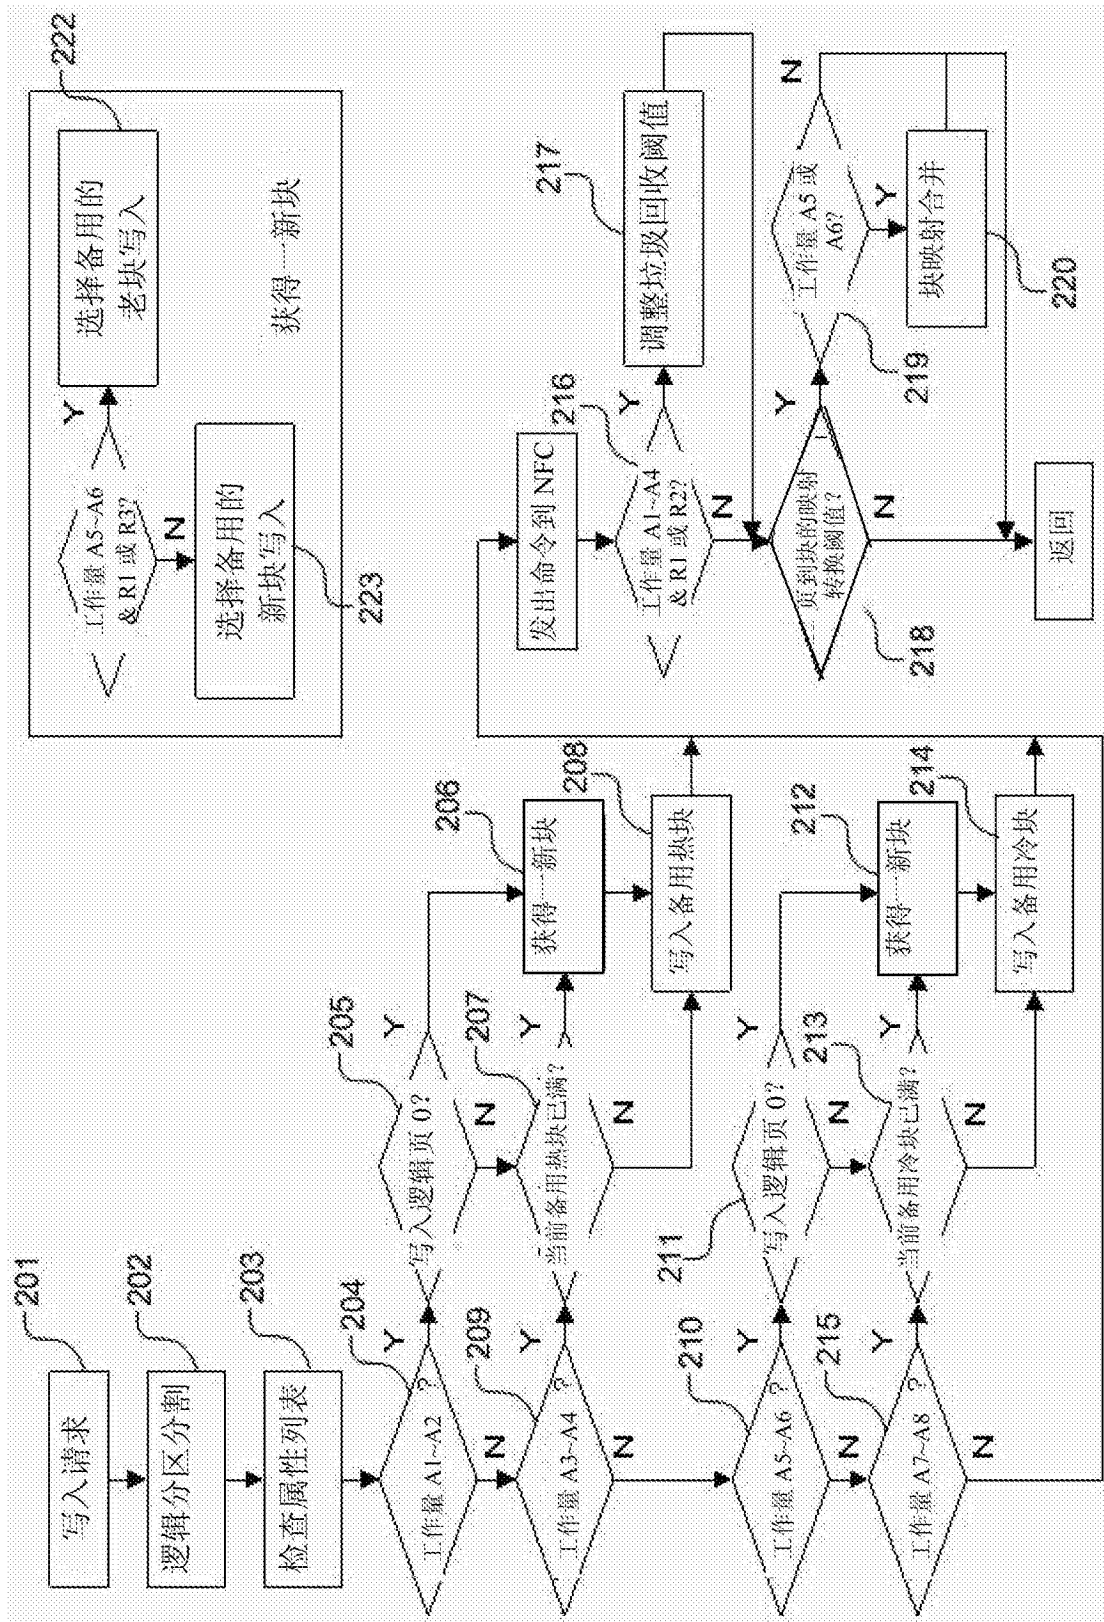 写入请求
201
逻辑分区分割
202
检查属性列表
203
工作量 A1~A2 ?
204
Y
N
写入逻辑页 0?
205
Y
N
获得一新块
206
工作量 A3~A4 ?
209
Y
N
当前备用热块已满?
207
Y
N
写入备用热块
208
工作量 A5~A6 ?
210
Y
N
写入逻辑页 0?
211
Y
N
获得一新块
212
工作量 A7~A8 ?
215
Y
N
当前备用冷块已满?
213
Y
N
写入备用冷块
214
工作量 A5~A6
& R1 或 R3?
Y
N
选择备用的
老块写入
222
选择备用的
新块写入
223
获得一新块
发出命令到 NFC
工作量 A1~A4
& R1 或 R2?
216
Y
N
调整垃圾回收阈值
217
页到块的映射
转换阈值?
218
Y
N
工作量 A5 或
A6?
219
Y
N
块映射合并
220
返回